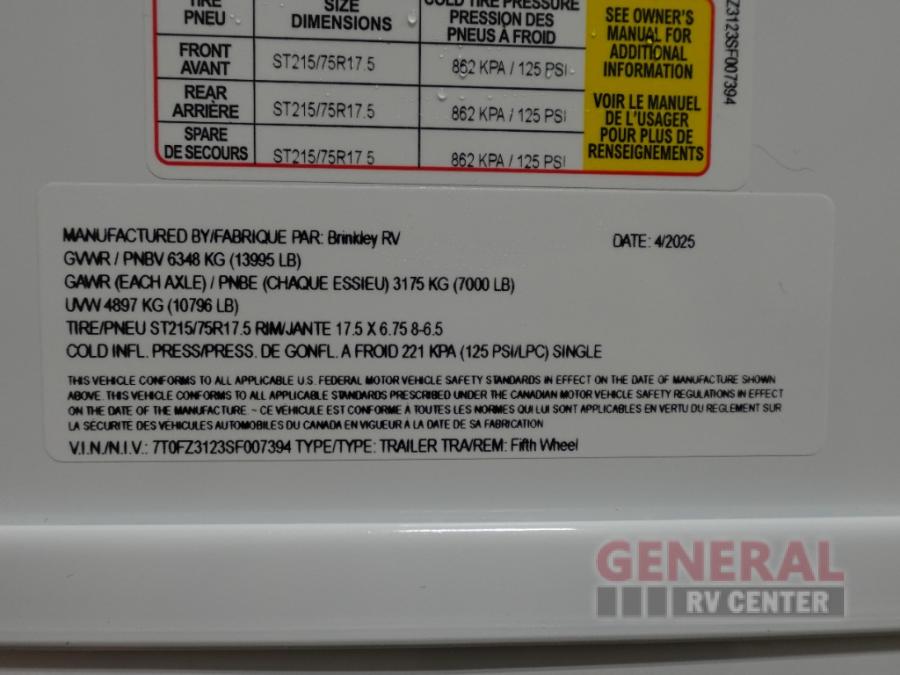 TIRE SIZE COLD TIRE PRESSURE
PNEU DIMENSIONS PRESSION DES
PNEUS À FROID
FRONT
AVANT ST215/75R17.5 862 KPA / 125 PSI
REAR
ARRIÈRE ST215/75R17.5 862 KPA / 125 PSI
SPARE
DE SECOURS ST215/75R17.5 862 KPA / 125 PSI
SEE OWNER'S
MANUAL FOR
ADDITIONAL
INFORMATION
VOIR LE MANUEL
DE L'USAGER
POUR PLUS DE
RENSEIGNEMENTS
Z3123SF007394
MANUFACTURED BY/FABRIQUE PAR: Brinkley RV DATE: 4/2025
GVWR / PNBV 6348 KG (13995 LB)
GAWR (EACH AXLE) / PNBE (CHAQUE ESSIEU) 3175 KG (7000 LB)
UVW 4897 KG (10796 LB)
TIRE/PNEU ST215/75R17.5 RIM/JANTE 17.5 X 6.75 8-6.5
COLD INFL. PRESS/PRESS. DE GONFL. A FROID 221 KPA (125 PSI/LPC) SINGLE
THIS VEHICLE CONFORMS TO ALL APPLICABLE U.S. FEDERAL MOTOR VEHICLE SAFETY STANDARDS IN EFFECT ON THE DATE OF MANUFACTURE SHOWN
ABOVE. THIS VEHICLE CONFORMS TO ALL APPLICABLE STANDARDS PRESCRIBED UNDER THE CANADIAN MOTOR VEHICLE SAFETY REGULATIONS IN EFFECT
ON THE DATE OF THE MANUFACTURE. ~ CE VEHICULE EST CONFORME A TOUTES LES NORMES QUI LUI SONT APPLICABLES EN VERTU DU REGLEMENT SUR
LA SÉCURITE DES VEHICULES AUTOMOBILES DU CANADA EN VIGUEUR À LA DATE DE SA FABRICATION
V.I.N./N.I.V.: 7T0FZ3123SF007394 TYPE/TYPE: TRAILER TRA/REM: Fifth Wheel
GENERAL
RV CENTER